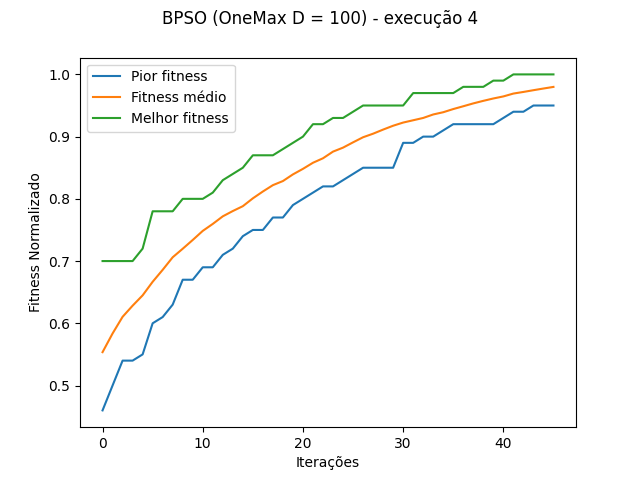 BPSO (OneMax D = 100) - execução 4
Pior fitness
Fitness médio
Melhor fitness
Fitness Normalizado
1.0
0.9
0.8
0.7
0.6
0.5
0 10 20 30 40
Iterações